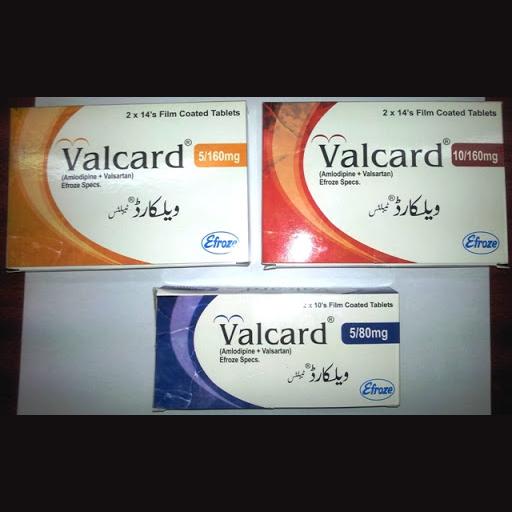 2 x 14's Film Coated Tablets
Valcard®
5/160mg
(Amlodipine + Valsartan)
Efroze Specs.
ویلکارڈ® ٹیبلٹس
Efroze
2 x 14's Film Coated Tablets
Valcard®
10/160mg
(Amlodipine + Valsartan)
Efroze Specs.
ویلکارڈ® ٹیبلٹس
Efroze
2 x 10's Film Coated Tablets
Valcard®
5/80mg
(Amlodipine + Valsartan)
Efroze Specs.
ویلکارڈ® ٹیبلٹس
Efroze